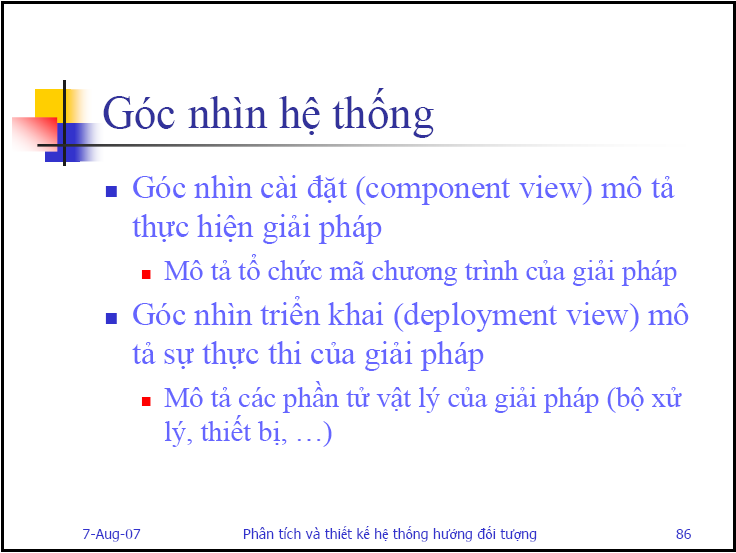 Góc nhìn hệ thống
Góc nhìn cài đặt (component view) mô tả
thực hiện giải pháp
Mô tả tổ chức mã chương trình của giải pháp
Góc nhìn triển khai (deployment view) mô
tả sự thực thi của giải pháp
Mô tả các phần tử vật lý của giải pháp (bộ xử
lý, thiết bị, …)
7-Aug-07
Phân tích và thiết kế hệ thống hướng đối tượng
86